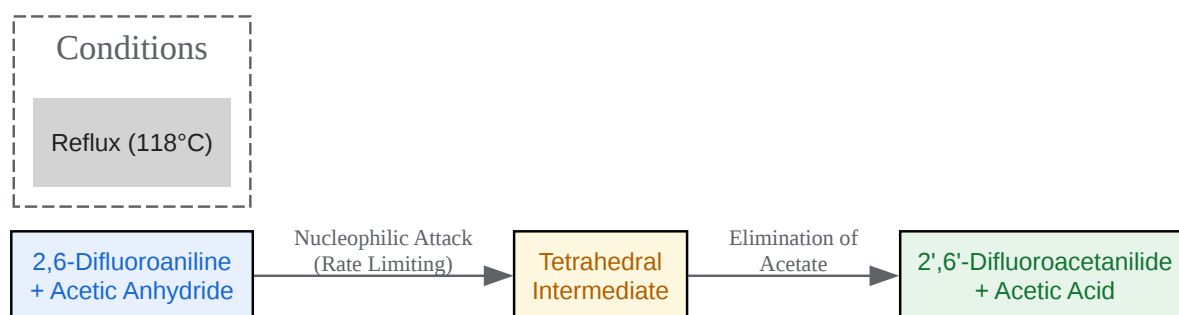 Conditions
Reflux (118°C)
2,6-Difluoroaniline
+ Acetic Anhydride
Nucleophilic Attack
(Rate Limiting)
Tetrahedral
Intermediate
Elimination of
Acetate
2',6'-Difluoroacetanilide
+ Acetic Acid